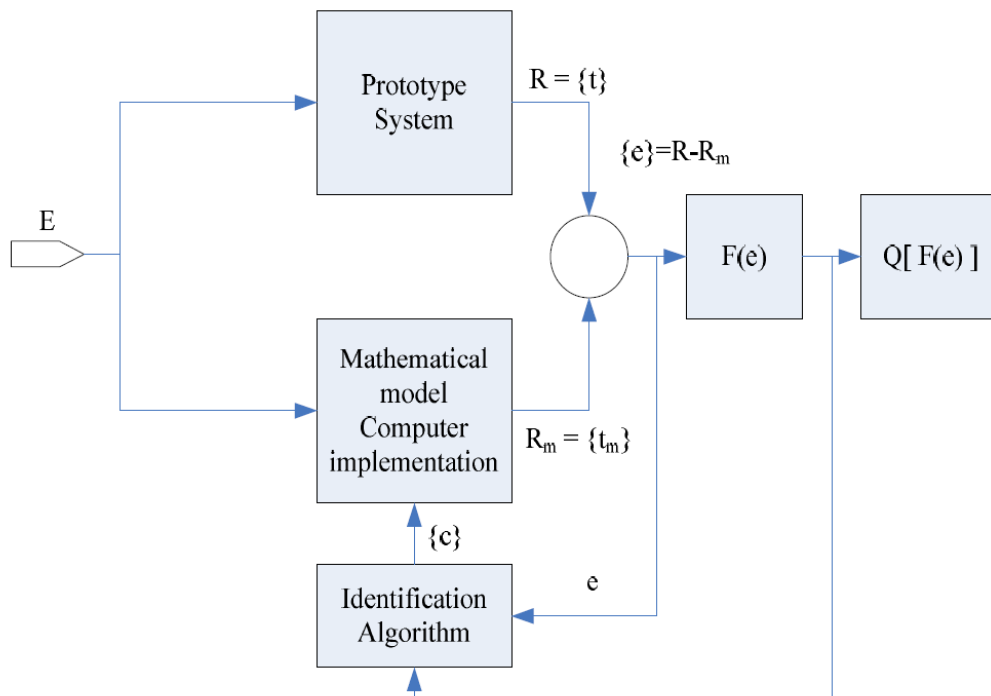 Prototype
System
R = {t}
{e}=R-Rₘ
E
F(e)
Q[ F(e) ]
Mathematical
model
Computer
implementation
Rₘ = {tₘ}
{c}
e
Identification
Algorithm